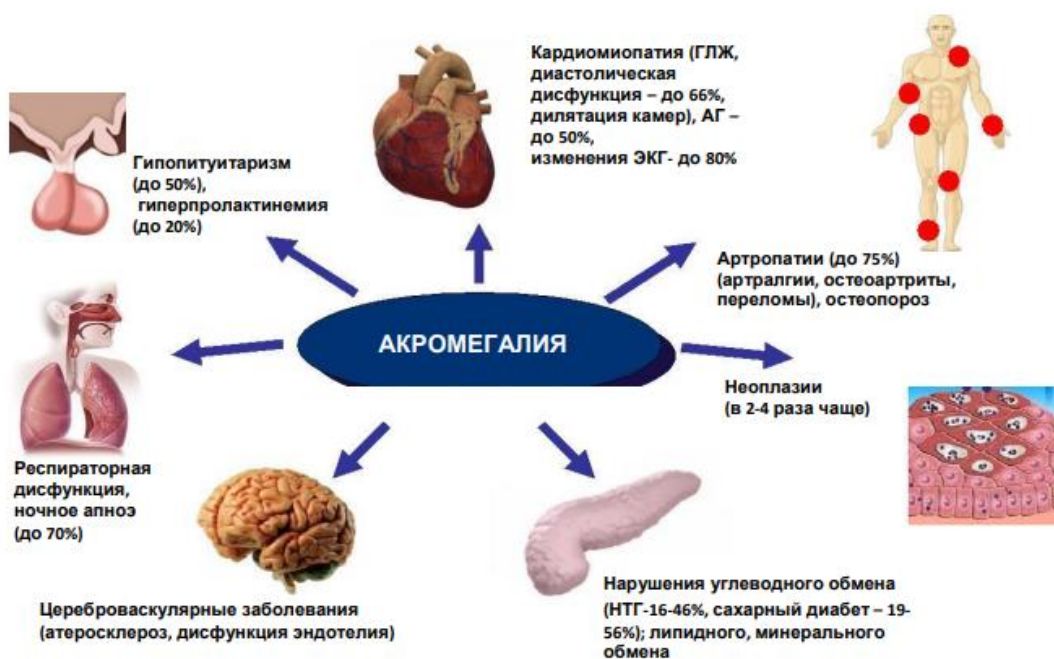 Кардиомиопатия (ГЛЖ,
диастолическая
дисфункция – до 66%,
дилятация камер), АГ –
до 50%,
изменения ЭКГ- до 80%
Гипопитуитаризм
(до 50%),
гиперпролактинемия
(до 20%)
Артропатии (до 75%)
(артралгии, остеоартриты,
переломы), остеопороз
АКРОМЕГАЛИЯ
Неоплазии
(в 2-4 раза чаще)
Респираторная
дисфункция,
ночное апноэ
(до 70%)
Цереброваскулярные заболевания
(атеросклероз, дисфункция эндотелия)
Нарушения углеводного обмена
(НТГ-16-46%, сахарный диабет – 19-
56%); липидного, минерального
обмена